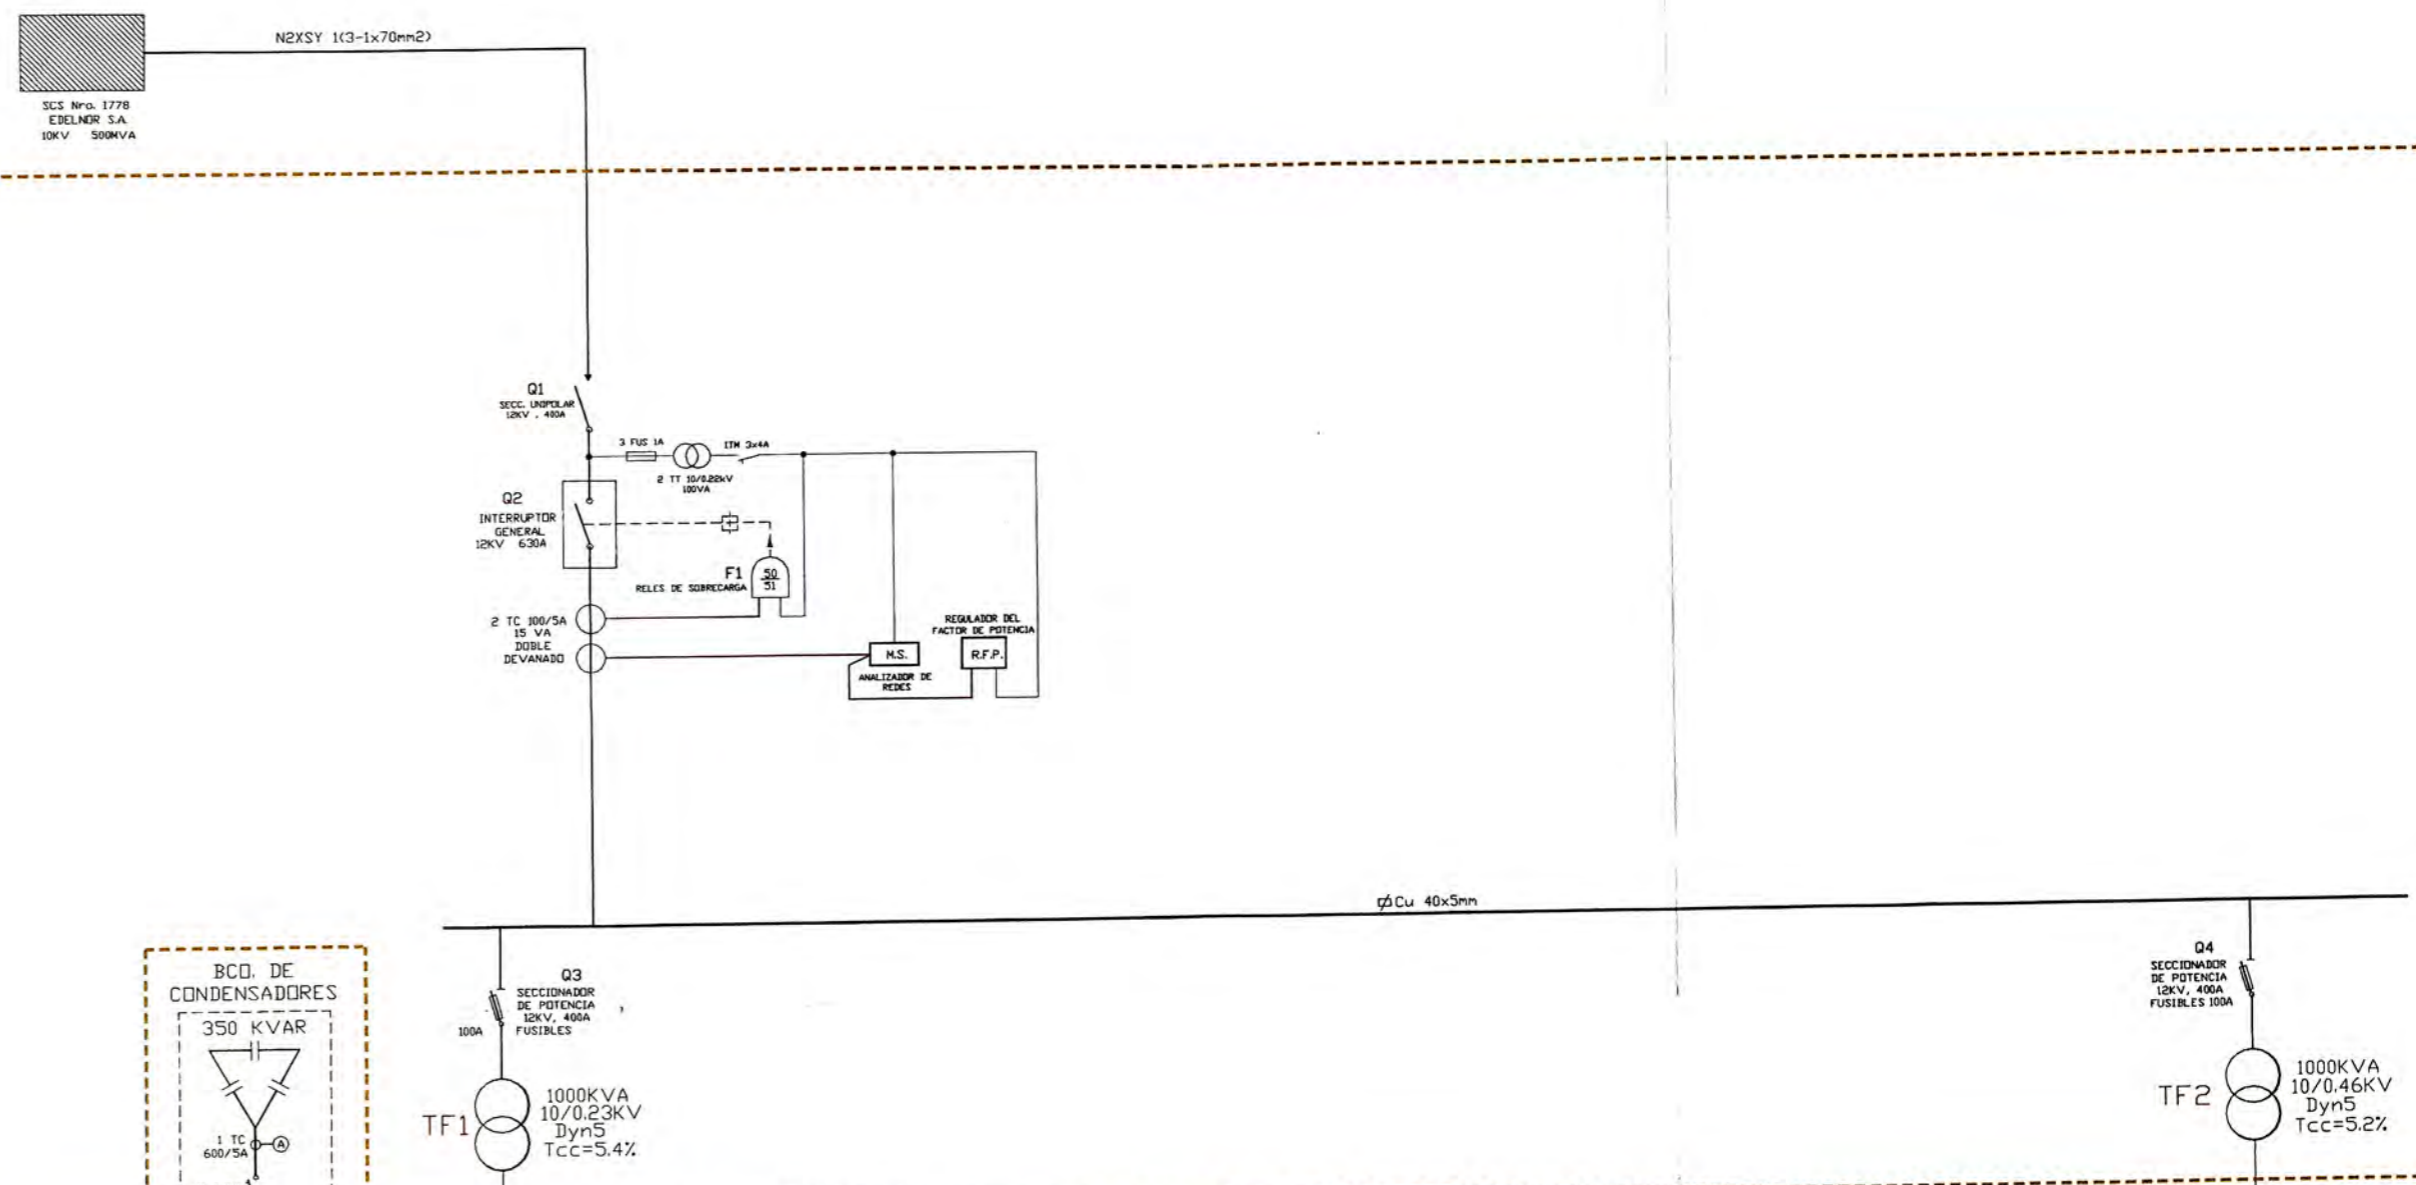 N2XSY 1(3-1x70mm2)
SCS Nro. 1778
EDELNOR S.A.
10KV 500MVA
Q1
SECC. UNIPOLAR
12KV , 400A
3 FUS 1A
ITM 3x4A
2 TT 10/0.22kV
100VA
Q2
INTERRUPTOR
GENERAL
12KV 630A
F1
RELES DE SOBRECARGA
50
51
2 TC 100/5A
15 VA
DOBLE
DEVANADO
M.S.
ANALIZADOR DE
REDES
REGULADOR DEL
FACTOR DE POTENCIA
R.F.P.
Cu 40x5mm
BCO. DE
CONDENSADORES
350 KVAR
1 TC
600/5A
A
Q3
SECCIONADOR
DE POTENCIA
12KV, 400A
FUSIBLES
100A
TF1
1000KVA
10/0.23KV
Dyn5
Tcc=5.4%
Q4
SECCIONADOR
DE POTENCIA
12KV, 400A
FUSIBLES 100A
TF2
1000KVA
10/0.46KV
Dyn5
Tcc=5.2%